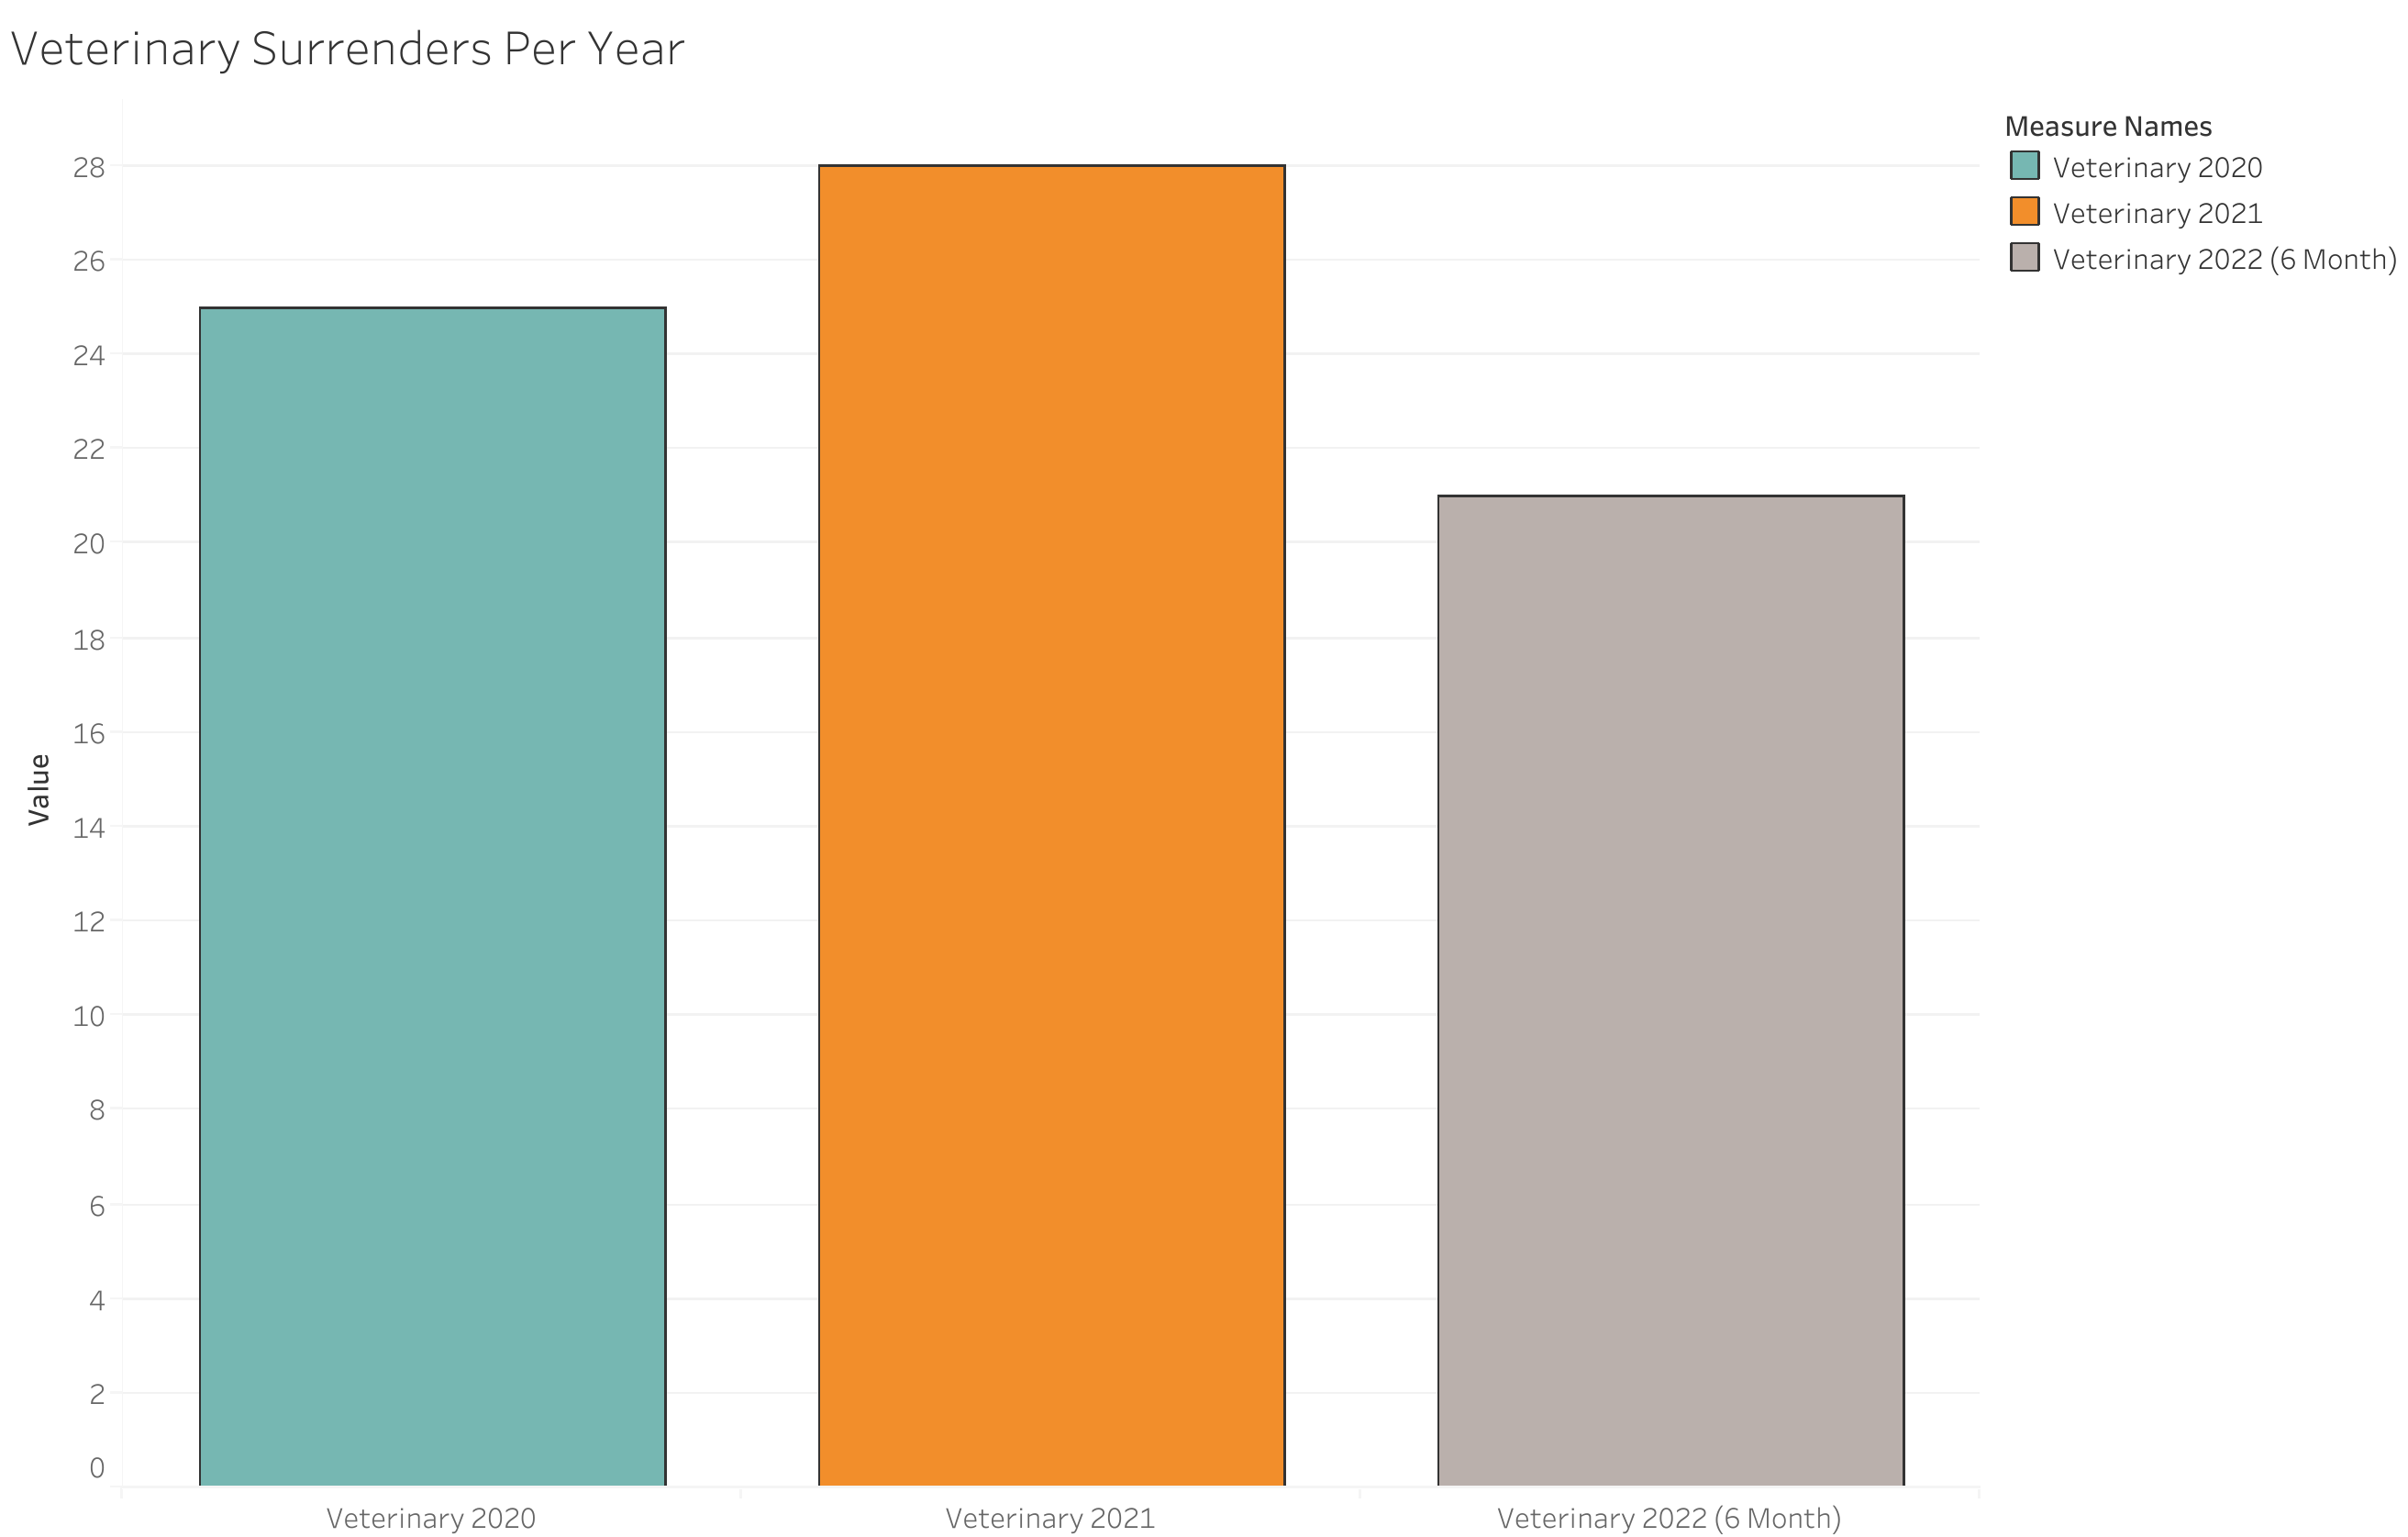 Veterinary Surrenders Per Year
Measure Names
Veterinary 2020
Veterinary 2021
Veterinary 2022 (6 Month)
28
26
24
22
20
18
16
14
12
10
8
6
4
2
0
Value
Veterinary 2020
Veterinary 2021
Veterinary 2022 (6 Month)